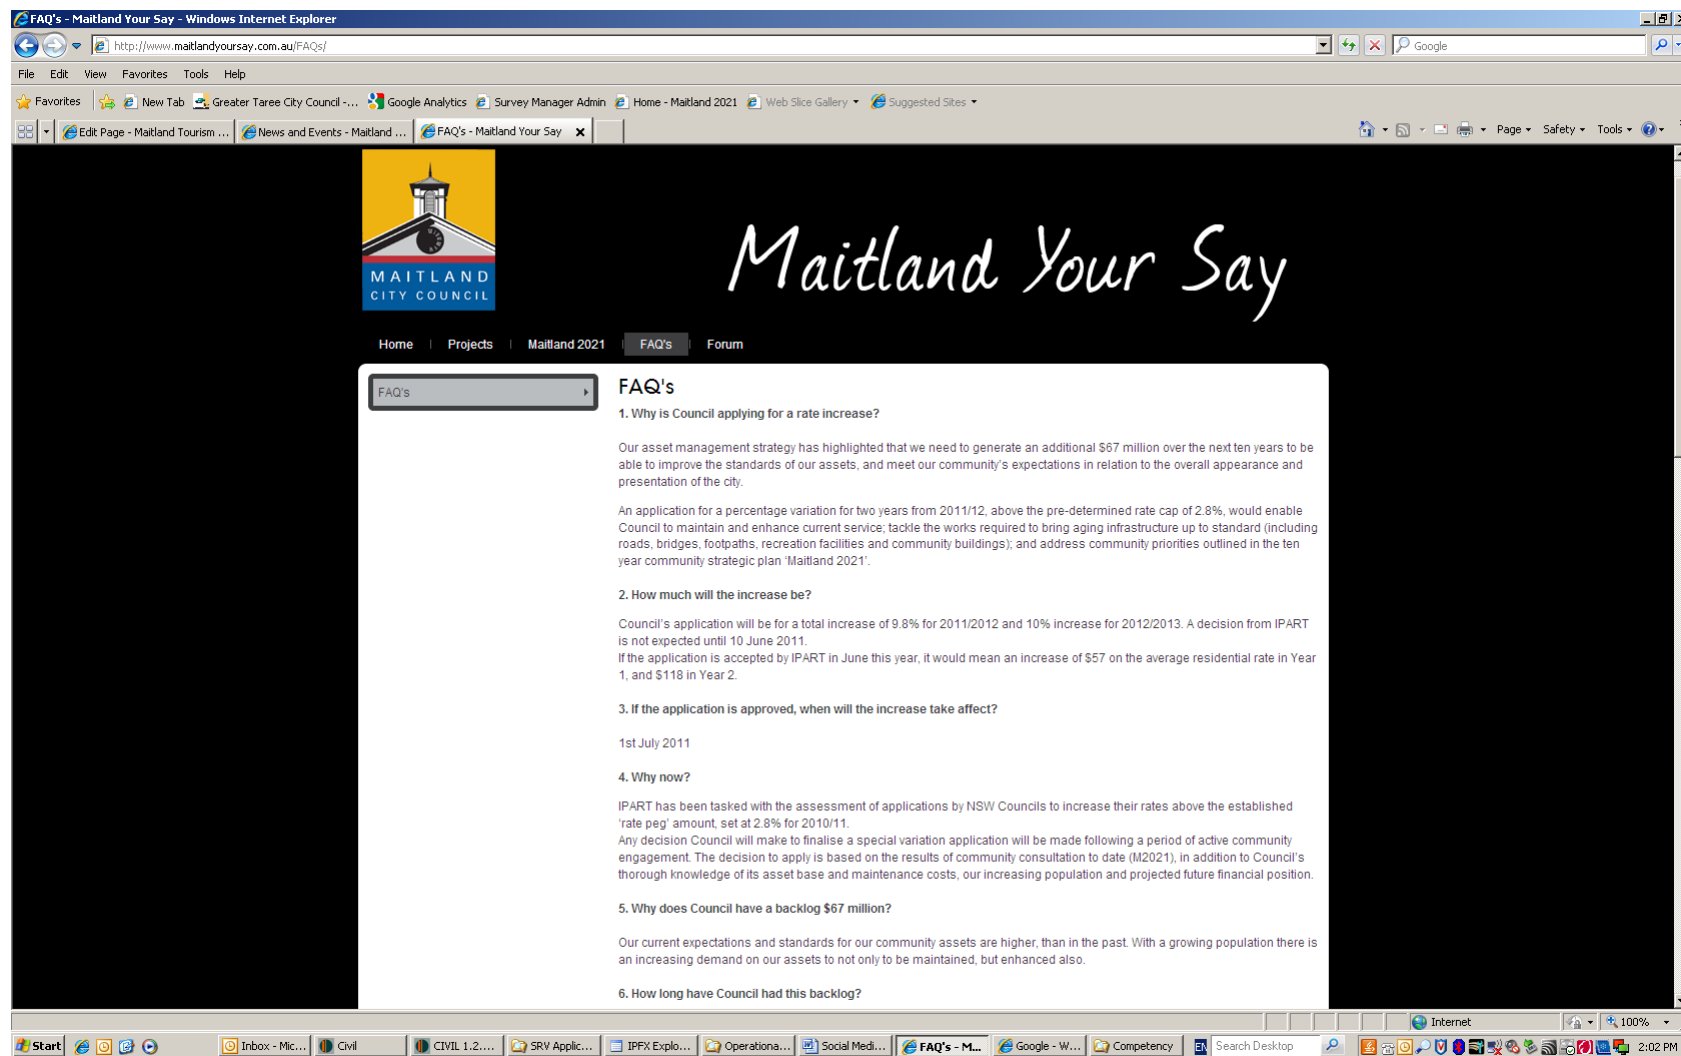 FAQ's - Maitland Your Say - Windows Internet Explorer
http://www.maitlandyoursay.com.au/FAQs/
Google
File Edit View Favorites Tools Help
Favorites New Tab Greater Taree City Council -... Google Analytics Survey Manager Admin Home - Maitland 2021 Web Slice Gallery Suggested Sites
Edit Page - Maitland Tourism ... News and Events - Maitland ... FAQ's - Maitland Your Say
Page Safety Tools
MAITLAND
CITY COUNCIL
Maitland Your Say
Home Projects Maitland 2021 FAQ's Forum
FAQ's
FAQ's
1. Why is Council applying for a rate increase?
Our asset management strategy has highlighted that we need to generate an additional $67 million over the next ten years to be
able to improve the standards of our assets, and meet our community's expectations in relation to the overall appearance and
presentation of the city.
An application for a percentage variation for two years from 2011/12, above the pre-determined rate cap of 2.8%, would enable
Council to maintain and enhance current service; tackle the works required to bring aging infrastructure up to standard (including
roads, bridges, footpaths, recreation facilities and community buildings); and address community priorities outlined in the ten
year community strategic plan 'Maitland 2021'.
2. How much will the increase be?
Council's application will be for a total increase of 9.8% for 2011/2012 and 10% increase for 2012/2013. A decision from IPART
is not expected until 10 June 2011.
If the application is accepted by IPART in June this year, it would mean an increase of $57 on the average residential rate in Year
1, and $118 in Year 2.
3. If the application is approved, when will the increase take affect?
1st July 2011
4. Why now?
IPART has been tasked with the assessment of applications by NSW Councils to increase their rates above the established
'rate peg' amount, set at 2.8% for 2010/11.
Any decision Council will make to finalise a special variation application will be made following a period of active community
engagement. The decision to apply is based on the results of community consultation to date (M2021), in addition to Council's
thorough knowledge of its asset base and maintenance costs, our increasing population and projected future financial position.
5. Why does Council have a backlog $67 million?
Our current expectations and standards for our community assets are higher, than in the past. With a growing population there is
an increasing demand on our assets to not only to be maintained, but enhanced also.
6. How long have Council had this backlog?
Internet 100%
Start Inbox - Mic... Civil CIVIL 1.2.... SRV Applic... IPFX Explo... Operationa... Social Medi... FAQ's - M... Google - W... Competency EN Search Desktop 2:02 PM